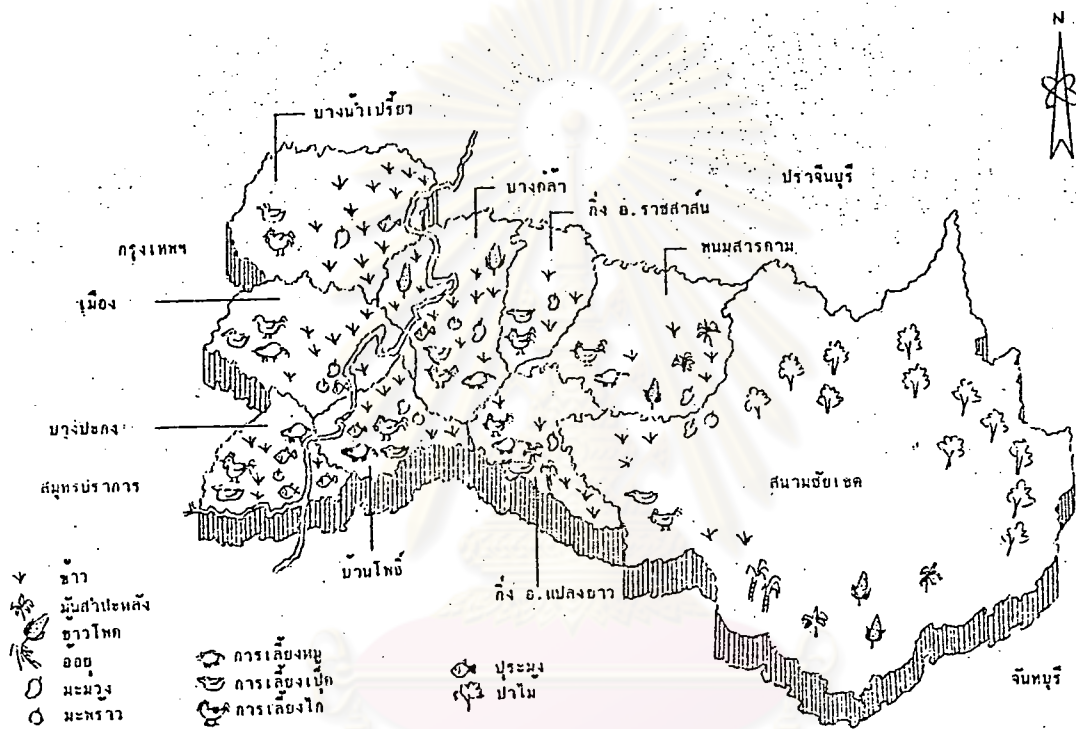 N
บางน้ำเปรี้ยว
บางกล้า
ปราจีนบุรี
กิ่ง อ.ราชสาส์น
พนมสารคาม
กรุงเทพฯ
เมือง
บางปะกง
สมุทรปราการ
สนามชัยเขต
บ้านโพธิ์
กิ่ง อ.แปลงยาว
จันทบุรี
ข้าว
มันสำปะหลัง
ข้าวโพด
อ้อย
มะม่วง
มะพร้าว
การเลี้ยงหมู
การเลี้ยงเป็ด
การเลี้ยงไก่
ประมง
ป่าไม้